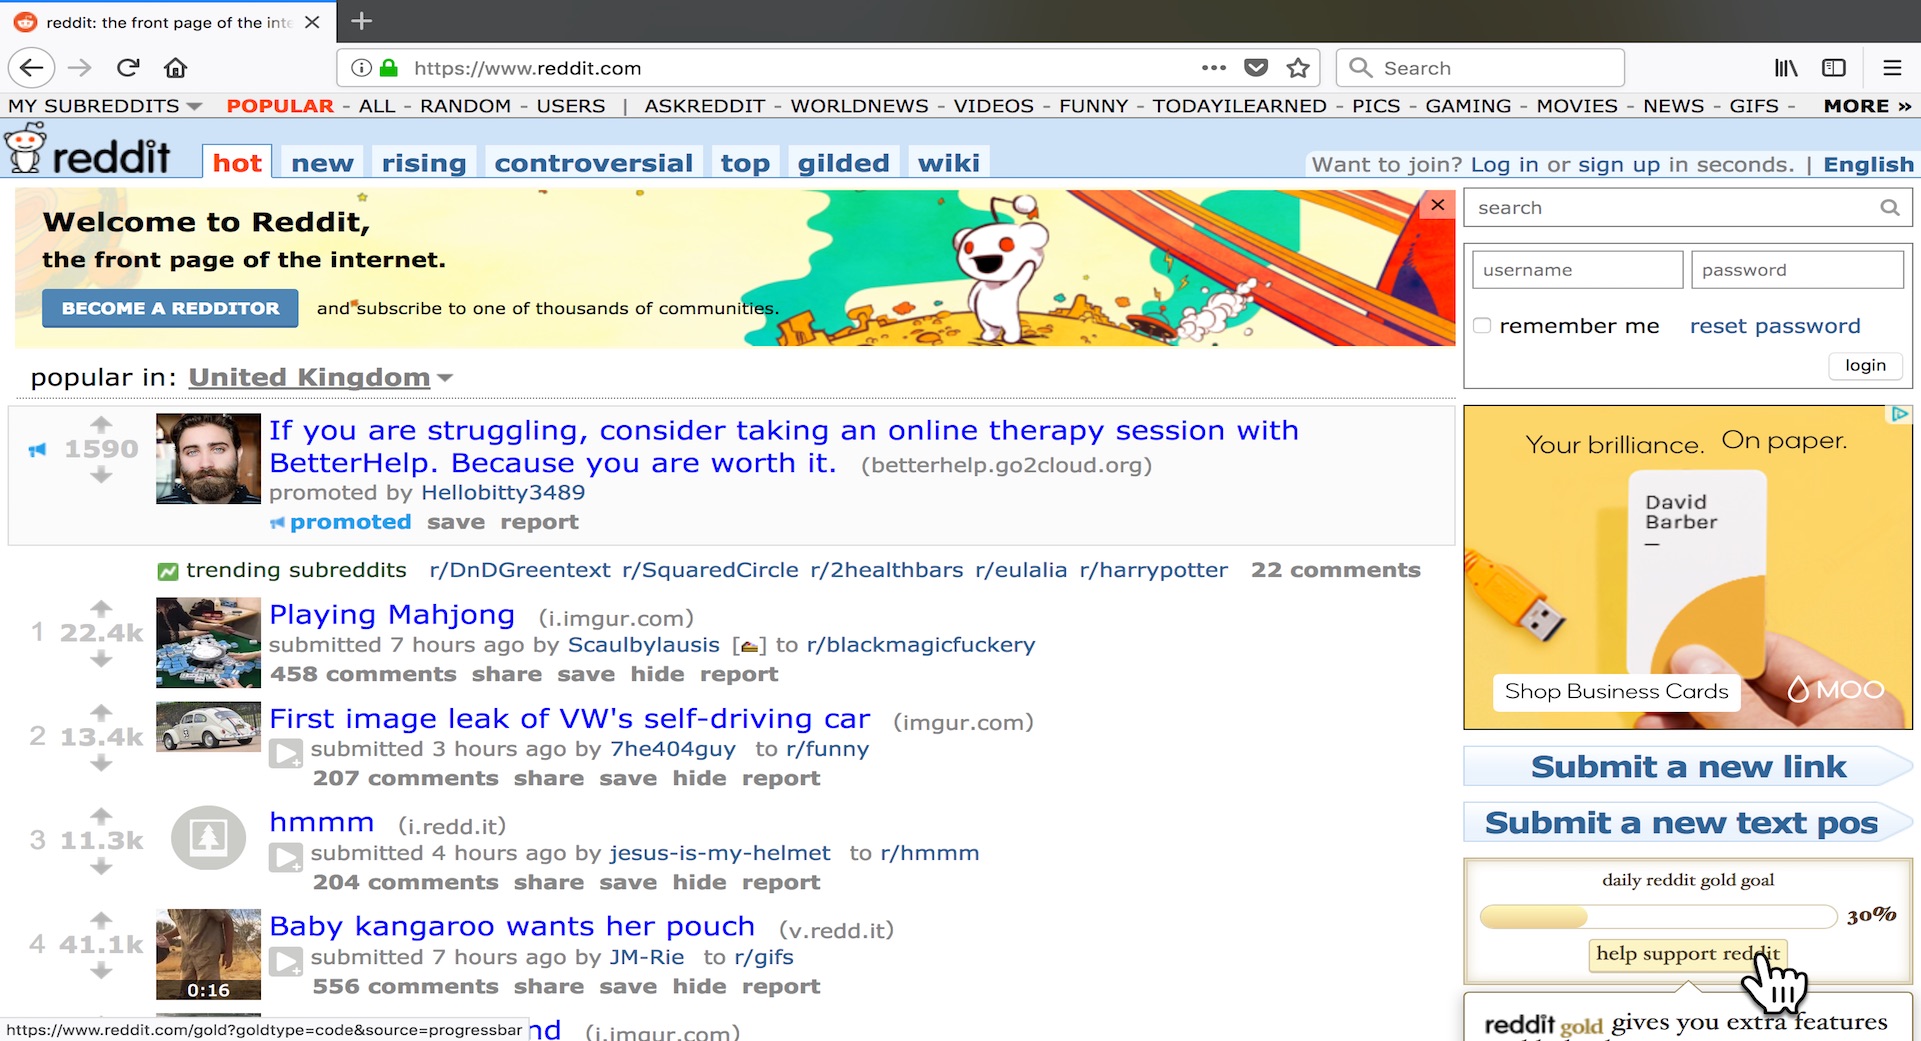 reddit: the front page of the inte
https://www.reddit.com
Search
MY SUBREDDITS POPULAR - ALL - RANDOM - USERS | ASKREDDIT - WORLDNEWS - VIDEOS - FUNNY - TODAYILEARNED - PICS - GAMING - MOVIES - NEWS - GIFS - MORE »
reddit hot new rising controversial top gilded wiki
Want to join? Log in or sign up in seconds. | English
Welcome to Reddit,
the front page of the internet.
BECOME A REDDITOR and subscribe to one of thousands of communities.
search
username password
remember me reset password
login
popular in: United Kingdom
1590
If you are struggling, consider taking an online therapy session with
BetterHelp. Because you are worth it. (betterhelp.go2cloud.org)
promoted by Hellobitty3489
promoted save report
trending subreddits r/DnDGreentext r/SquaredCircle r/2healthbars r/eulalia r/harrypotter 22 comments
1 22.4k
Playing Mahjong (i.imgur.com)
submitted 7 hours ago by Scaulbylausis [] to r/blackmagicfuckery
458 comments share save hide report
2 13.4k
First image leak of VW's self-driving car (imgur.com)
submitted 3 hours ago by 7he404guy to r/funny
207 comments share save hide report
3 11.3k
hmmm (i.redd.it)
submitted 4 hours ago by jesus-is-my-helmet to r/hmmm
204 comments share save hide report
4 41.1k
0:16
Baby kangaroo wants her pouch (v.redd.it)
submitted 7 hours ago by JM-Rie to r/gifs
556 comments share save hide report
nd (i.imgur.com)
https://www.reddit.com/gold?goldtype=code&source=progressbar
Your brilliance. On paper.
David
Barber
Shop Business Cards
MOO
Submit a new link
Submit a new text pos
daily reddit gold goal
30%
help support reddit
reddit gold gives you extra features